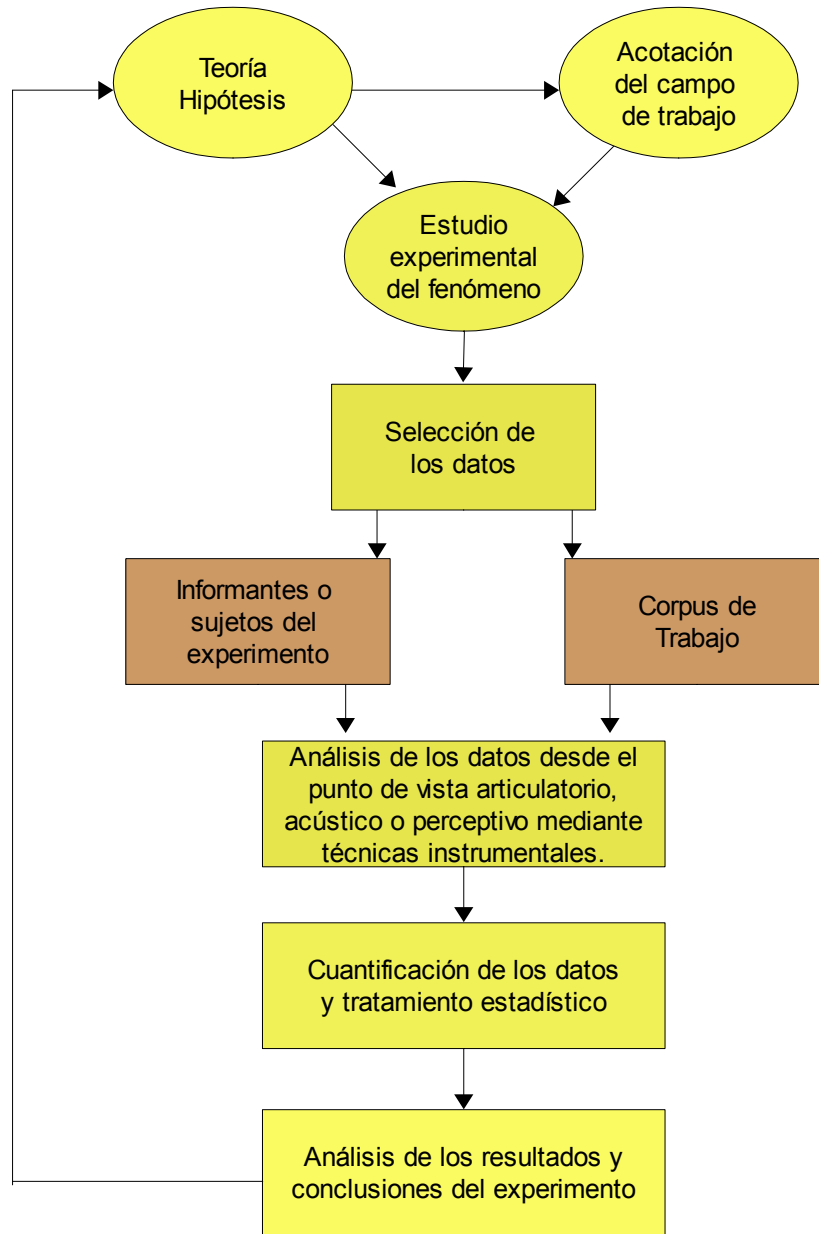 Teoría
Hipótesis
Acotación
del campo
de trabajo
Estudio
experimental
del fenómeno
Selección de
los datos
Informantes o
sujetos del
experimento
Corpus de
Trabajo
Análisis de los datos desde el
punto de vista articulatorio,
acústico o perceptivo mediante
técnicas instrumentales.
Cuantificación de los datos
y tratamiento estadístico
Análisis de los resultados y
conclusiones del experimento